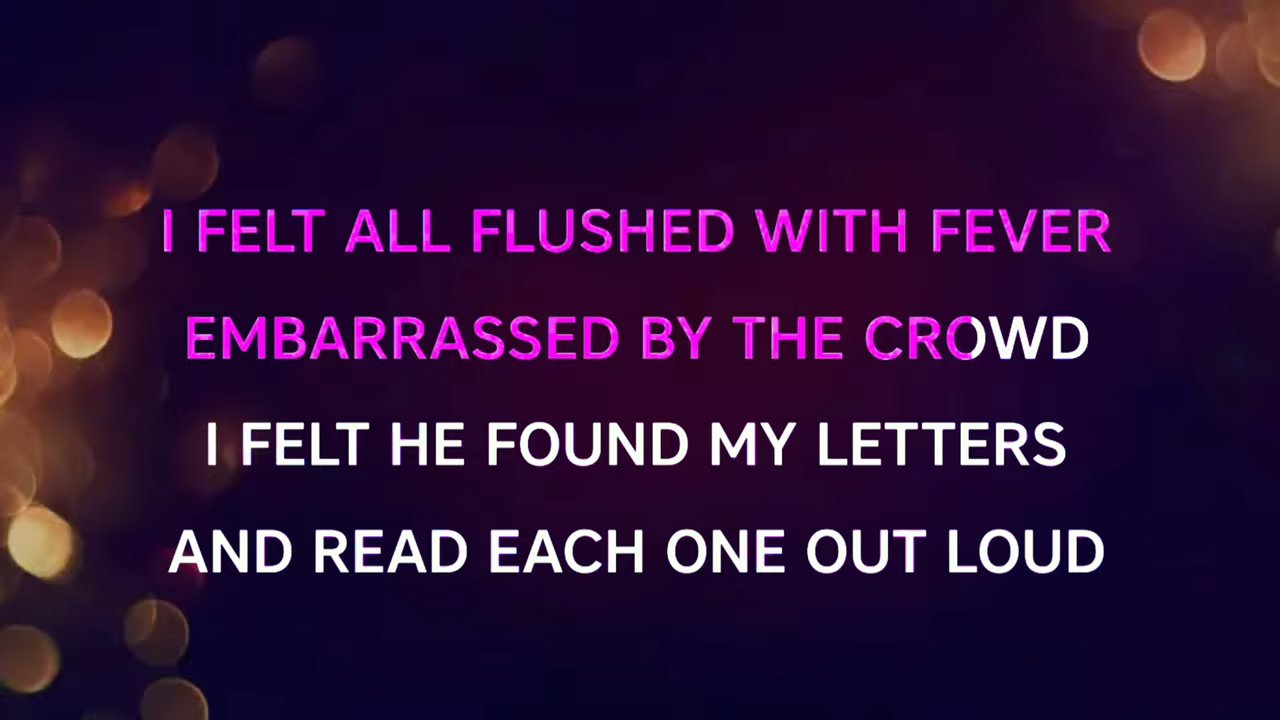 I FELT ALL FLUSHED WITH FEVER
EMBARRASSED BY THE CROWD
I FELT HE FOUND MY LETTERS
AND READ EACH ONE OUT LOUD